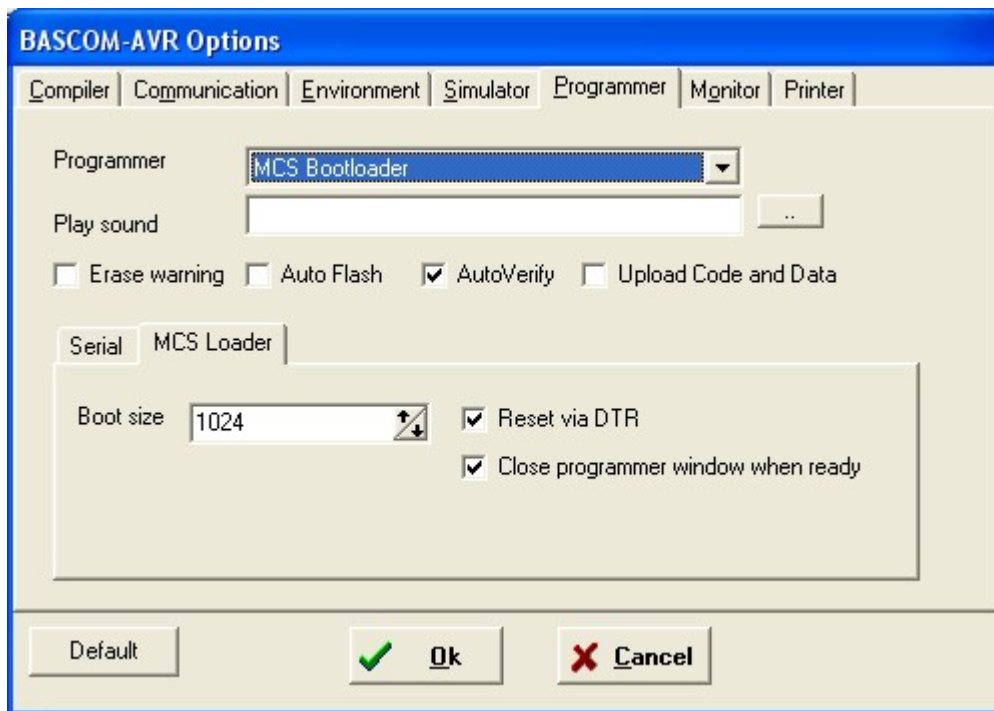 BASCOM-AVR Options
Compiler Communication Environment Simulator Programmer Monitor Printer
Programmer MCS Bootloader
Play sound ..
Erase warning Auto Flash AutoVerify Upload Code and Data
Serial MCS Loader
Boot size 1024 Reset via DTR
Close programmer window when ready
Default Ok Cancel